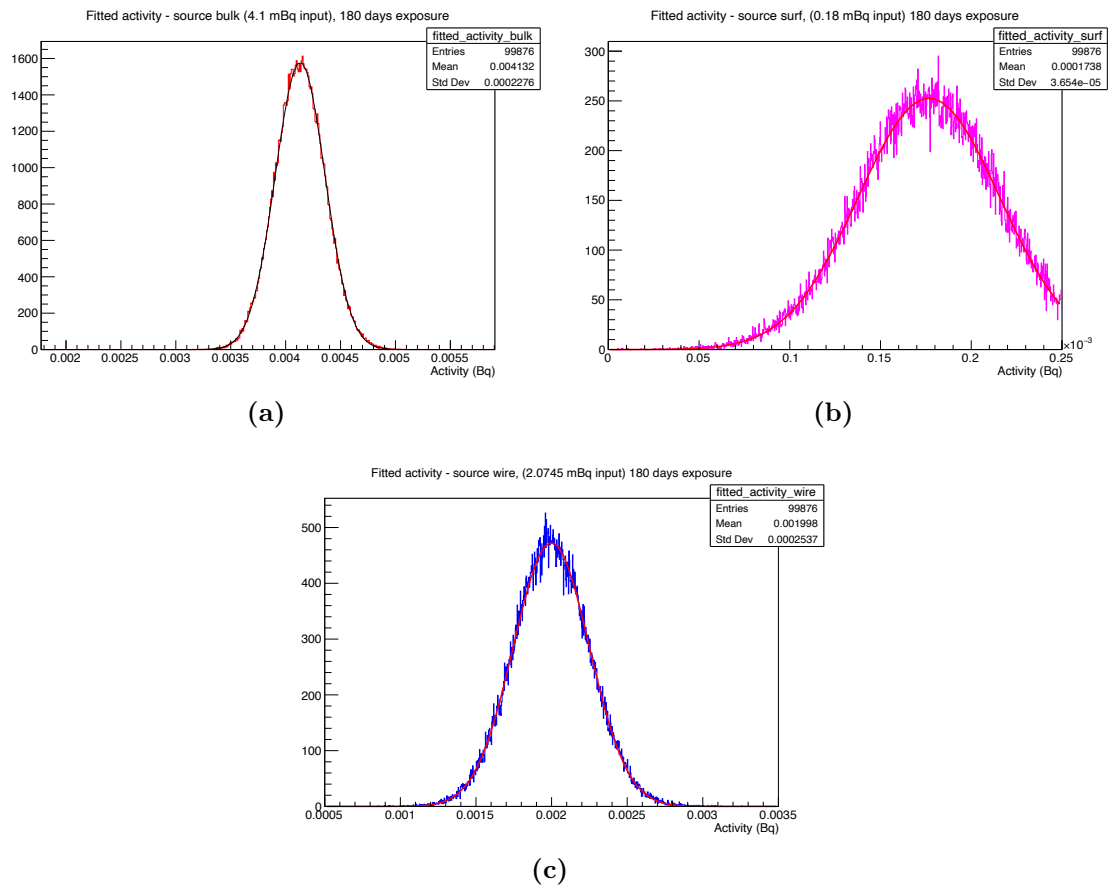 Fitted activity - source bulk (4.1 mBq input), 180 days exposure
fitted_activity_bulk
Entries 99876
Mean 0.004132
Std Dev 0.0002276
1600
1400
1200
1000
800
600
400
200
0
0.002 0.0025 0.003 0.0035 0.004 0.0045 0.005 0.0055
Activity (Bq)
(a)
Fitted activity - source surf, (0.18 mBq input) 180 days exposure
fitted_activity_surf
Entries 99876
Mean 0.0001738
Std Dev 3.654e-05
300
250
200
150
100
50
0
0 0.05 0.1 0.15 0.2 0.25
×10⁻³
Activity (Bq)
(b)
Fitted activity - source wire, (2.0745 mBq input) 180 days exposure
fitted_activity_wire
Entries 99876
Mean 0.001998
Std Dev 0.0002537
500
400
300
200
100
0
0.0005 0.001 0.0015 0.002 0.0025 0.003 0.0035
Activity (Bq)
(c)